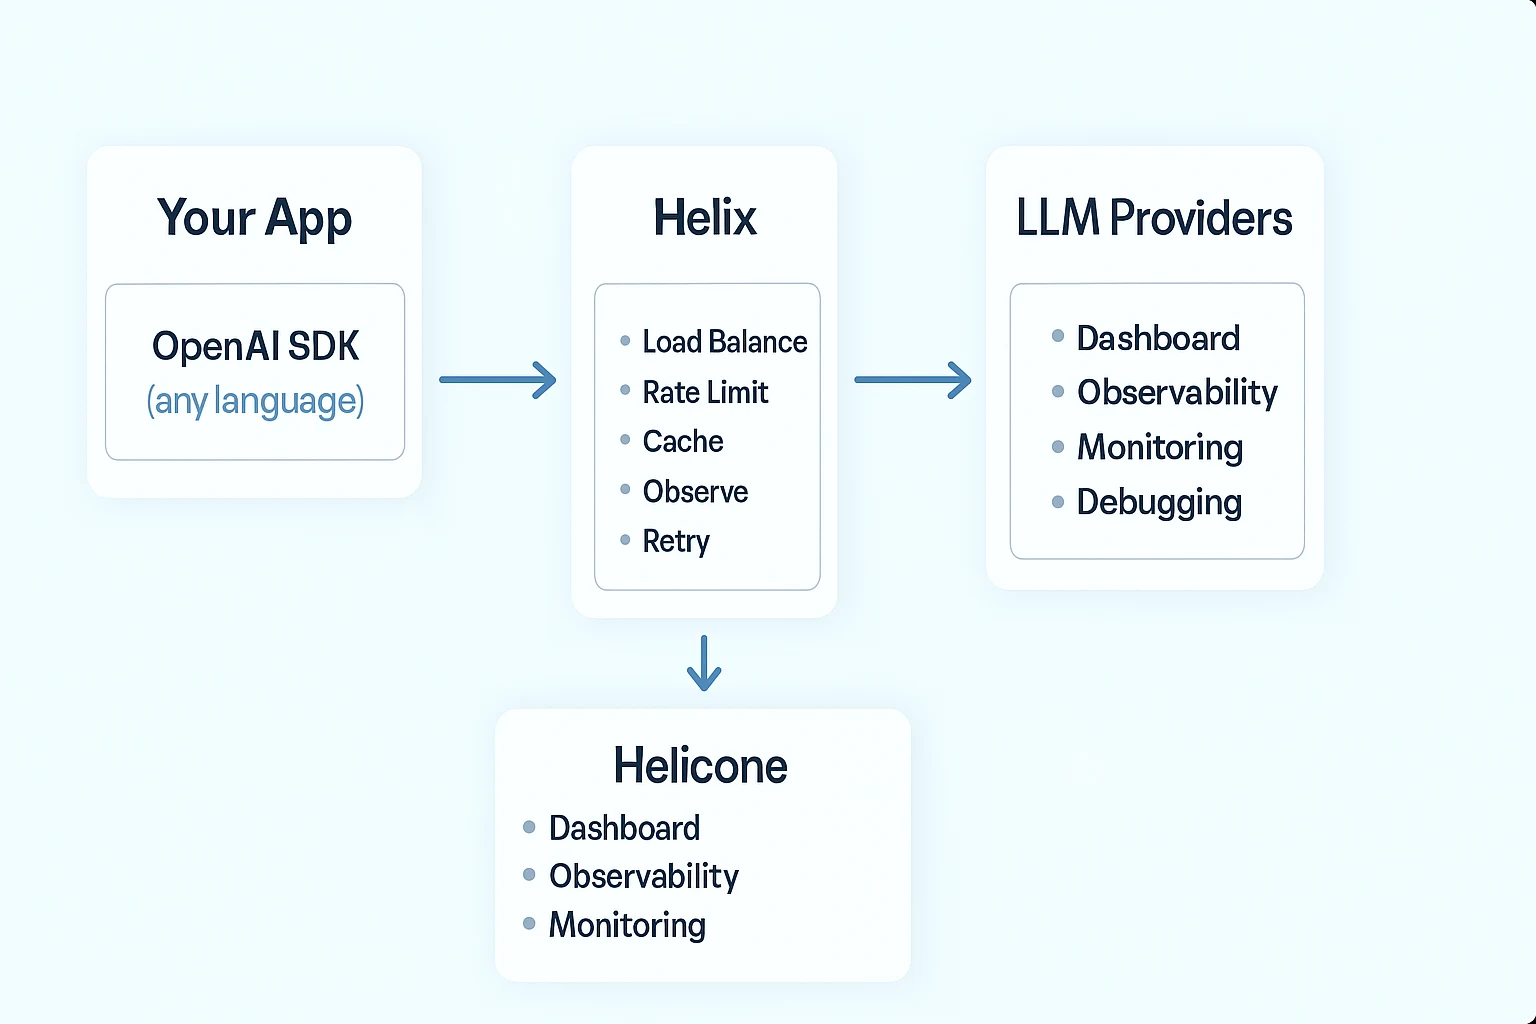 Your App
OpenAI SDK
(any language)
Helix
Load Balance
Rate Limit
Cache
Observe
Retry
LLM Providers
Dashboard
Observability
Monitoring
Debugging
Helicone
Dashboard
Observability
Monitoring